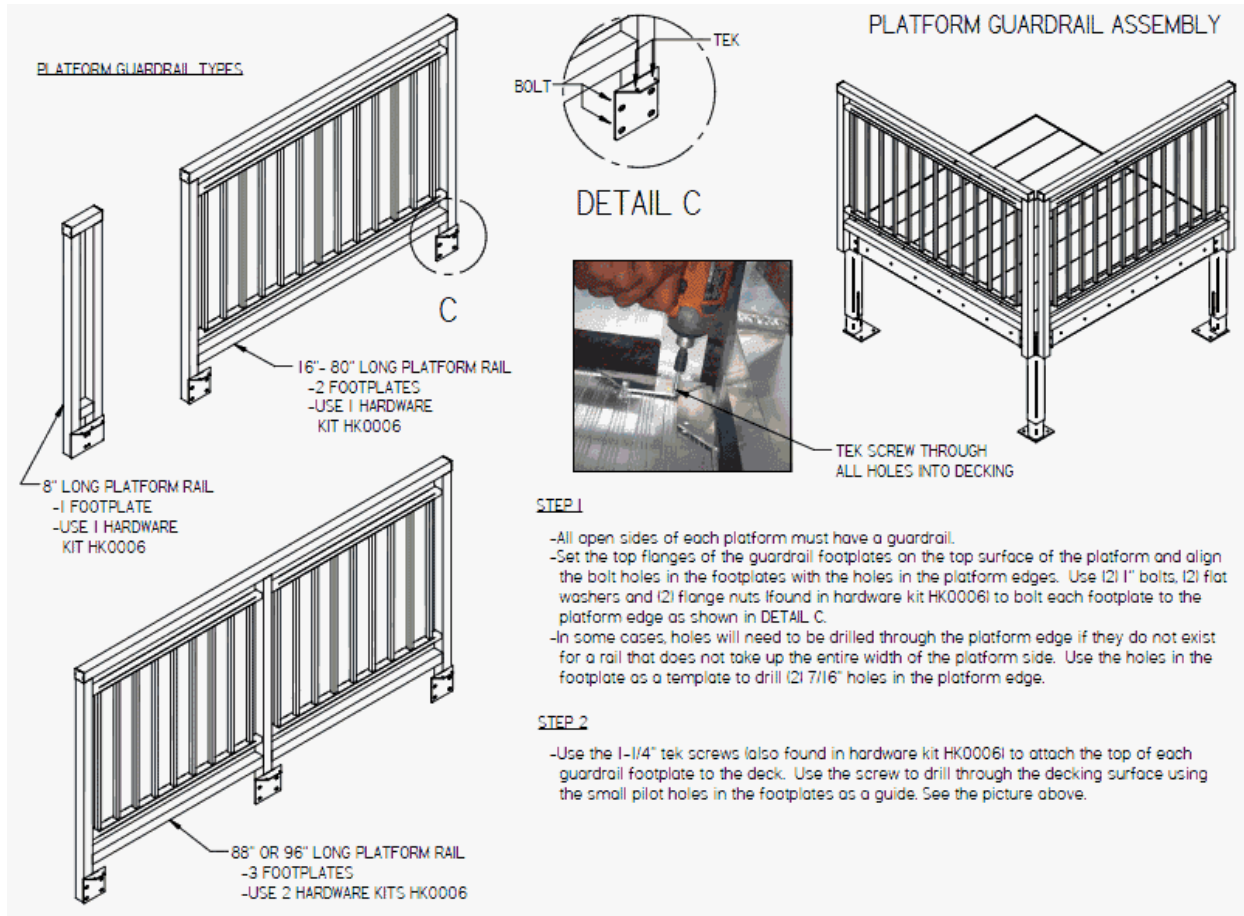 PLATFORM GUARDRAIL ASSEMBLY
PLATFORM GUARDRAIL TYPES
TEK
BOLT
DETAIL C
C
16"- 80" LONG PLATFORM RAIL
-2 FOOTPLATES
-USE 1 HARDWARE
KIT HK0006
8" LONG PLATFORM RAIL
-1 FOOTPLATE
-USE 1 HARDWARE
KIT HK0006
TEK SCREW THROUGH
ALL HOLES INTO DECKING
88" OR 96" LONG PLATFORM RAIL
-3 FOOTPLATES
-USE 2 HARDWARE KITS HK0006
STEP 1
-All open sides of each platform must have a guardrail.
-Set the top flanges of the guardrail footplates on the top surface of the platform and align
the bolt holes in the footplates with the holes in the platform edges. Use (2) 1" bolts, (2) flat
washers and (2) flange nuts (found in hardware kit HK0006) to bolt each footplate to the
platform edge as shown in DETAIL C.
-In some cases, holes will need to be drilled through the platform edge if they do not exist
for a rail that does not take up the entire width of the platform side. Use the holes in the
footplate as a template to drill (2) 7/16" holes in the platform edge.
STEP 2
-Use the 1-1/4" tek screws (also found in hardware kit HK0006) to attach the top of each
guardrail footplate to the deck. Use the screw to drill through the decking surface using
the small pilot holes in the footplates as a guide. See the picture above.